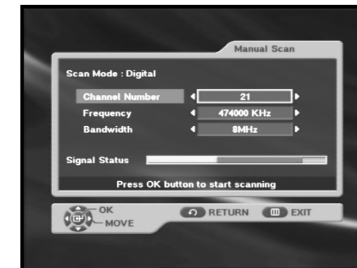 Manual Scan
Scan Mode : Digital
Channel Number 21
Frequency 474000 KHz
Bandwidth 8MHz
Signal Status
Press OK button to start scanning
OK RETURN EXIT
MOVE